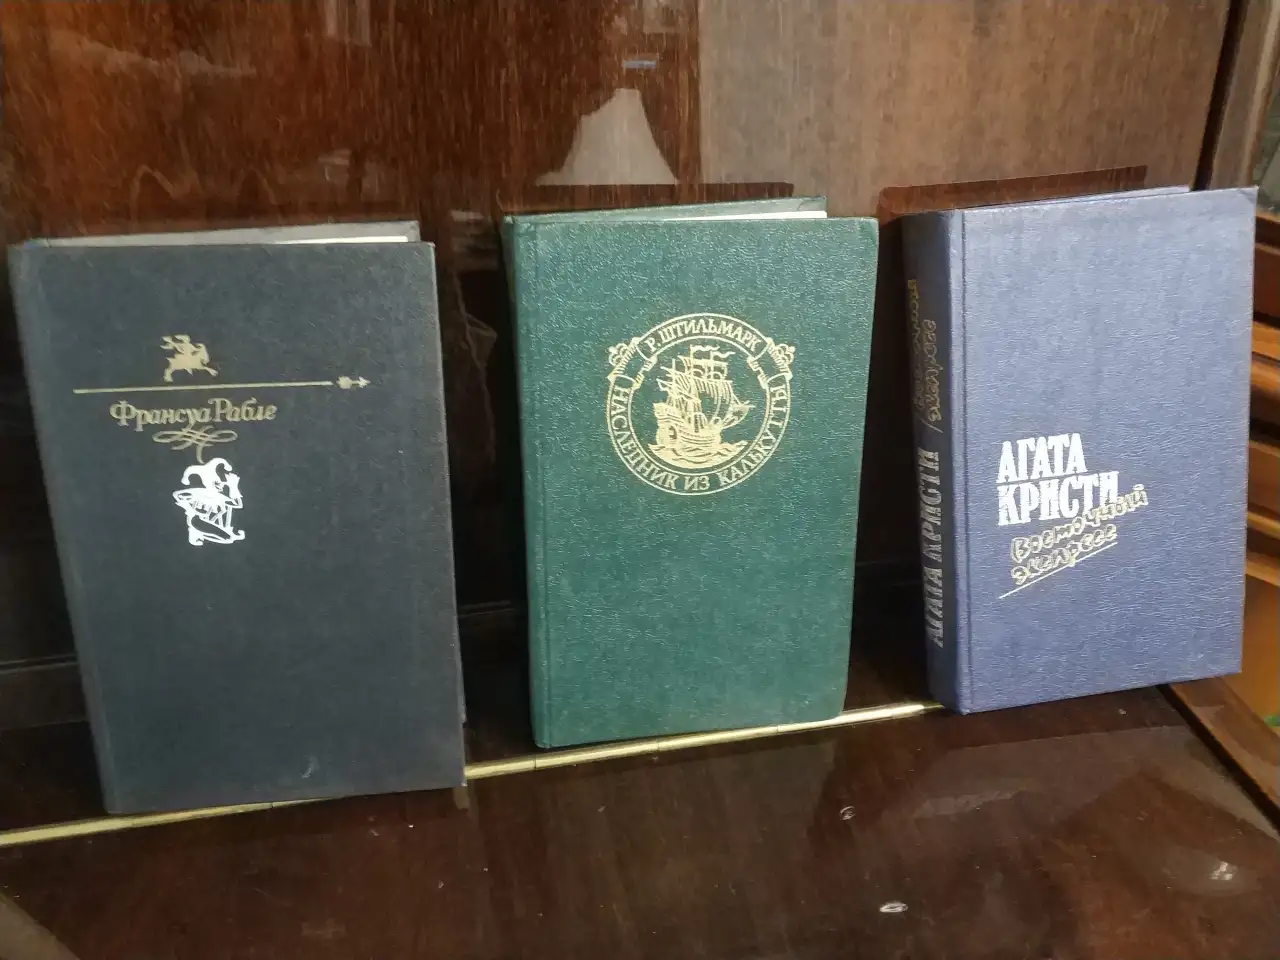 Франсуа Рабле
Р. ШТИЛЬМАРК
НАСЛЕДНИК ИЗ КАЛЬКУТТЫ
АГАТА КРИСТИ
АГАТА
КРИСТИ
Восточный
экспресс